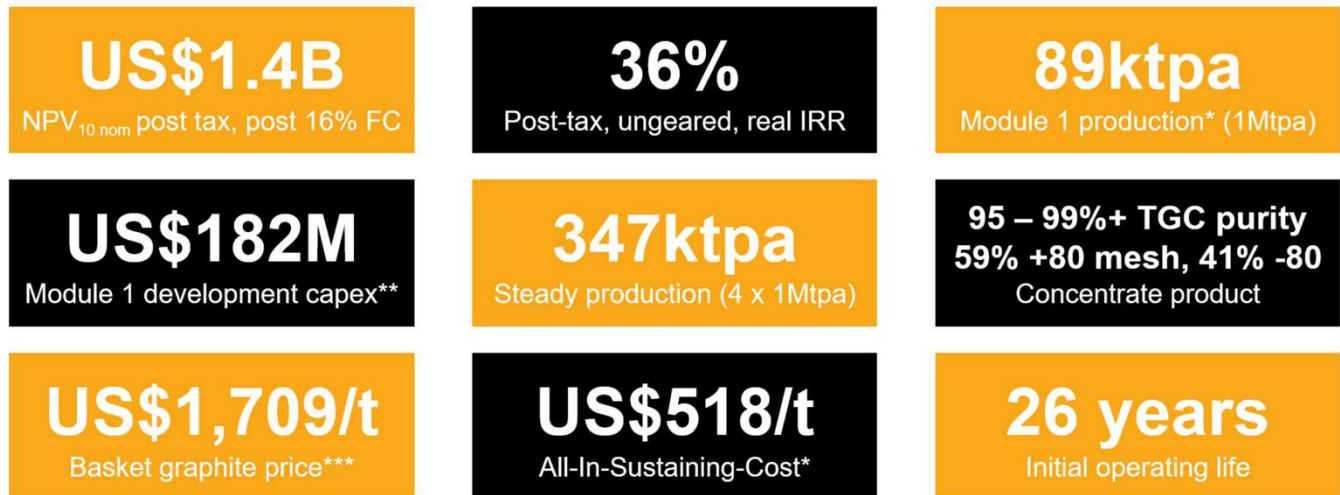 US$1.4B
NPV10 nom post tax, post 16% FC
36%
Post-tax, ungeared, real IRR
89ktpa
Module 1 production* (1Mtpa)
US$182M
Module 1 development capex**
347ktpa
Steady production (4 x 1Mtpa)
95 – 99%+ TGC purity
59% +80 mesh, 41% -80
Concentrate product
US$1,709/t
Basket graphite price***
US$518/t
All-In-Sustaining-Cost*
26 years
Initial operating life